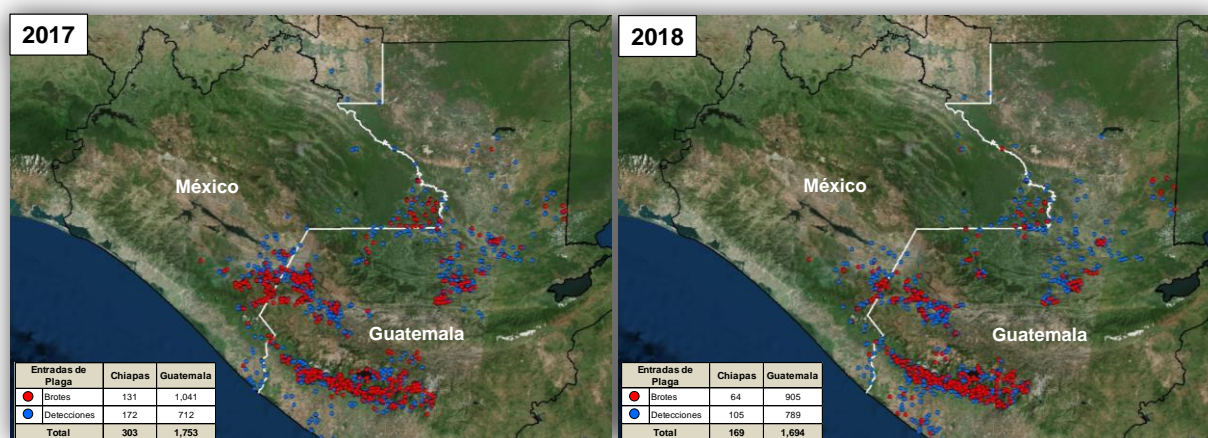 2017
México
Guatemala
Entradas de Plaga Chiapas Guatemala
Brotes 131 1,041
Detecciones 172 712
Total 303 1,753
2018
México
Guatemala
Entradas de Plaga Chiapas Guatemala
Brotes 64 905
Detecciones 105 789
Total 169 1,694